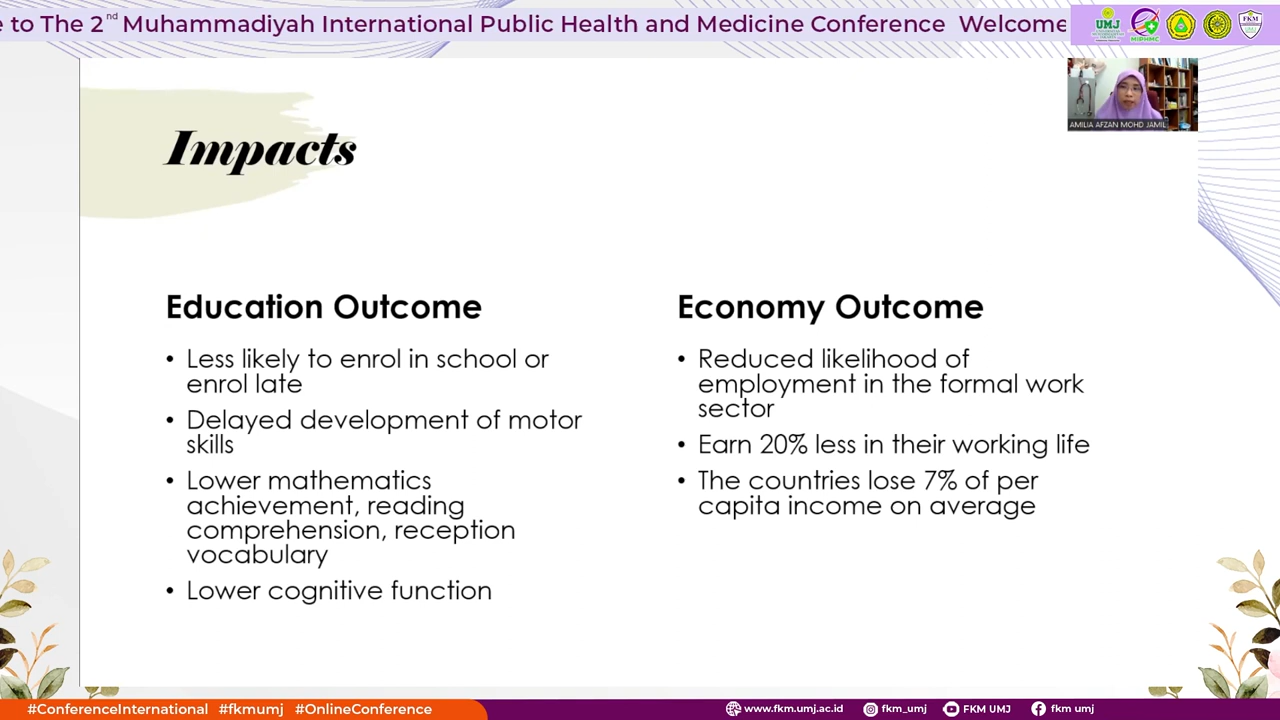 e to The 2nd Muhammadiyah International Public Health and Medicine Conference Welcome
UMJ
MIPHMC
FKM
AMILIA AFZAN MOHD JAMIL
Impacts
Education Outcome
• Less likely to enrol in school or
enrol late
• Delayed development of motor
skills
• Lower mathematics
achievement, reading
comprehension, reception
vocabulary
• Lower cognitive function
Economy Outcome
• Reduced likelihood of
employment in the formal work
sector
• Earn 20% less in their working life
• The countries lose 7% of per
capita income on average
#ConferenceInternational #fkmumj #OnlineConference
www.fkm.umj.ac.id fkm_umj FKM UMJ fkm umj